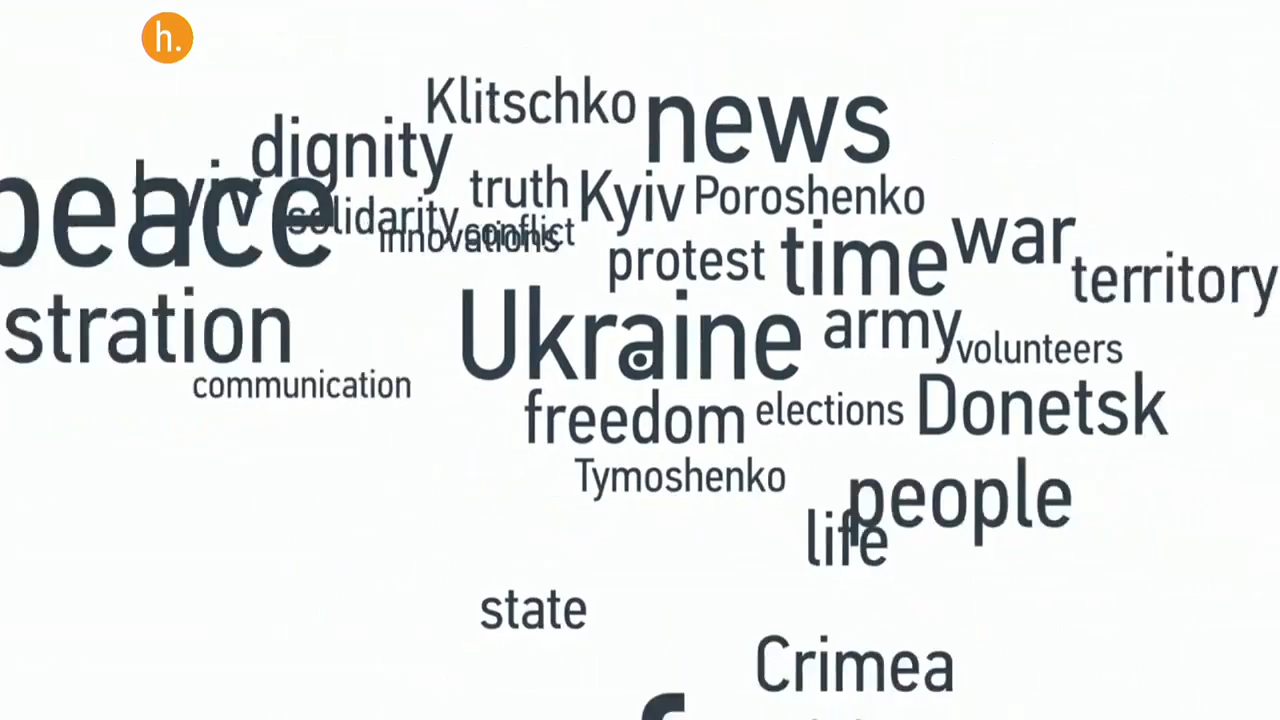 h.
Klitschko
news
dignity
Lviv
peace
truth
Kyiv
Poroshenko
solidarity
conflict
innovations
protest
time
war
territory
stration
Ukraine
army
volunteers
communication
freedom
elections
Donetsk
Tymoshenko
people
life
state
Crimea